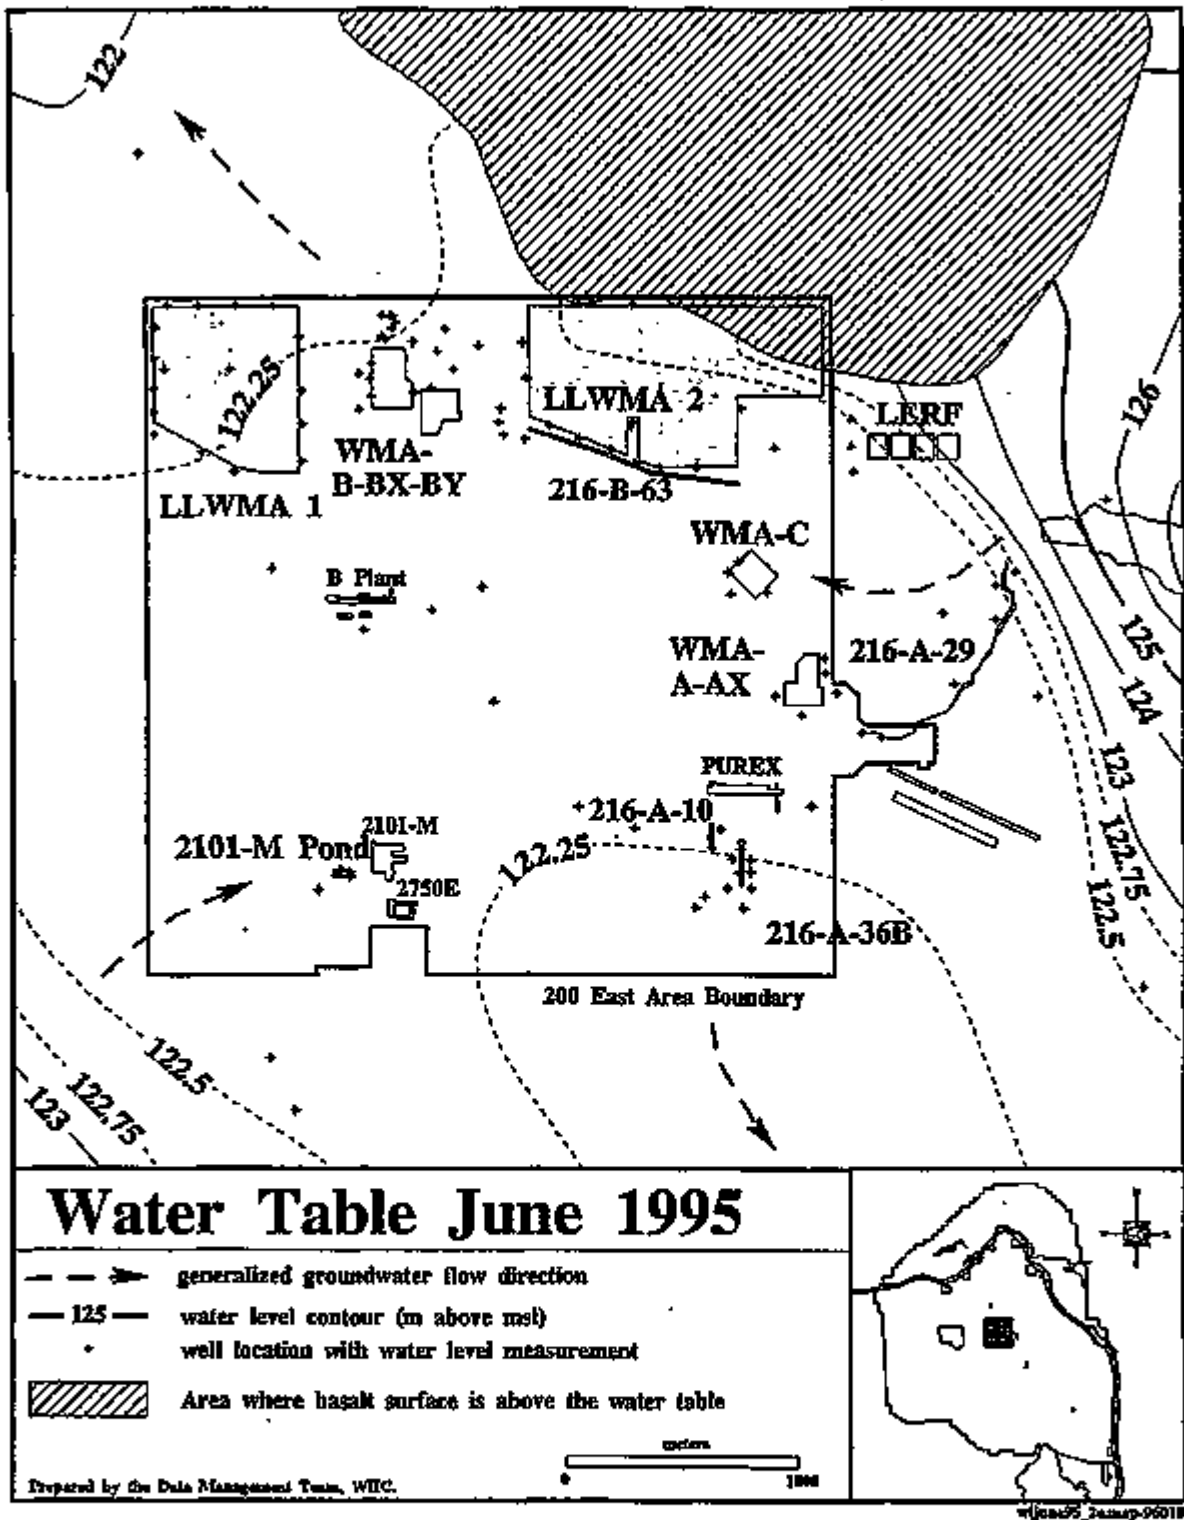 122
126
122.25
LLWMA 2
LERF
WMA-
B-BX-BY
216-B-63
LLWMA 1
WMA-C
B Plant
WMA-
A-AX
216-A-29
125
124
123
PUREX
216-A-10
2101-M
2101-M Pond
122.25
2750E
122.75
122.5
216-A-36B
200 East Area Boundary
122.5
122.75
123
Water Table June 1995
generalized groundwater flow direction
125
water level contour (m above msl)
well location with water level measurement
Area where basalt surface is above the water table
meters
0
1000
Prepared by the Data Management Team, WHC.